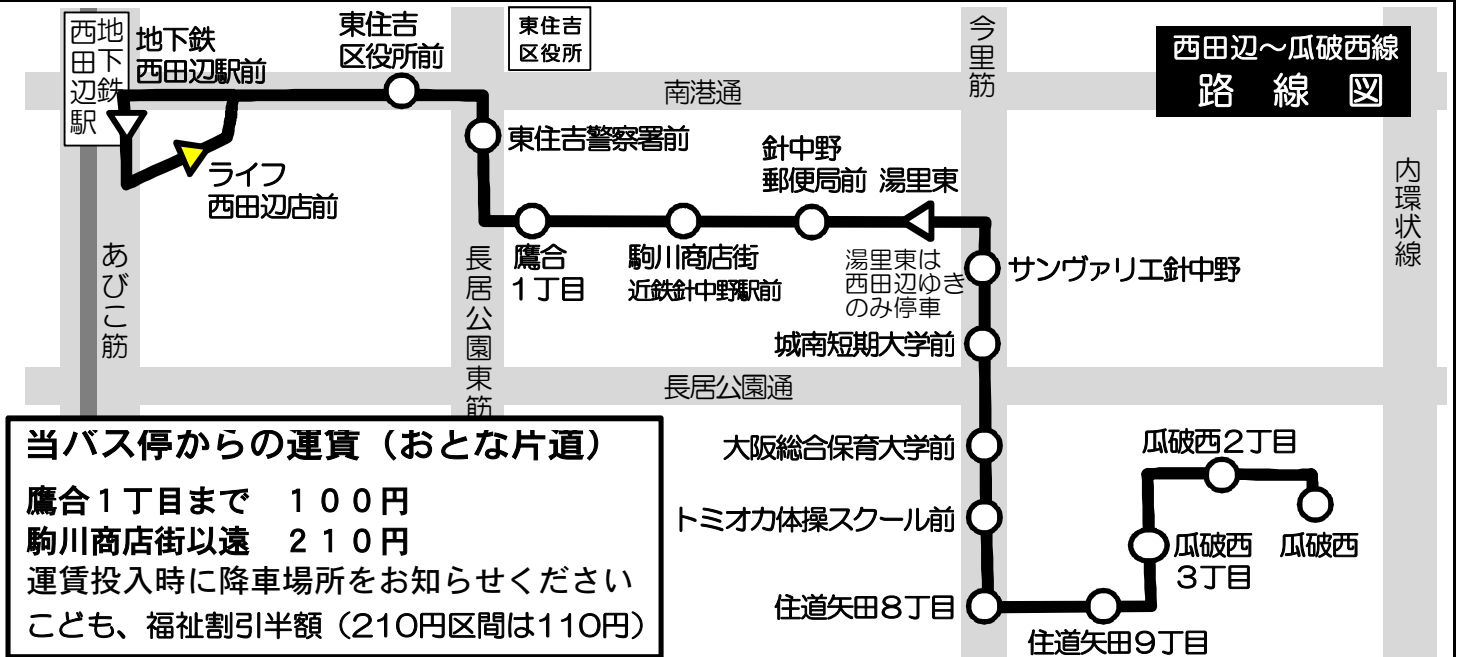 西田辺～瓜破西線
路線図
地下鉄
西田辺駅
地下鉄
西田辺駅前
東住吉
区役所前
東住吉
区役所
今里筋
南港通
東住吉警察署前
ライフ
西田辺店前
針中野
郵便局前
湯里東
内環状線
あびこ筋
長居公園東筋
鷹合
1丁目
駒川商店街
近鉄針中野駅前
湯里東は
西田辺ゆき
のみ停車
サンヴァリエ針中野
城南短期大学前
長居公園通
大阪総合保育大学前
トミオカ体操スクール前
住道矢田8丁目
住道矢田9丁目
瓜破西
3丁目
瓜破西2丁目
瓜破西
当バス停からの運賃（おとな片道）
鷹合１丁目まで　１００円
駒川商店街以遠　２１０円
運賃投入時に降車場所をお知らせください
こども、福祉割引半額（210円区間は110円）